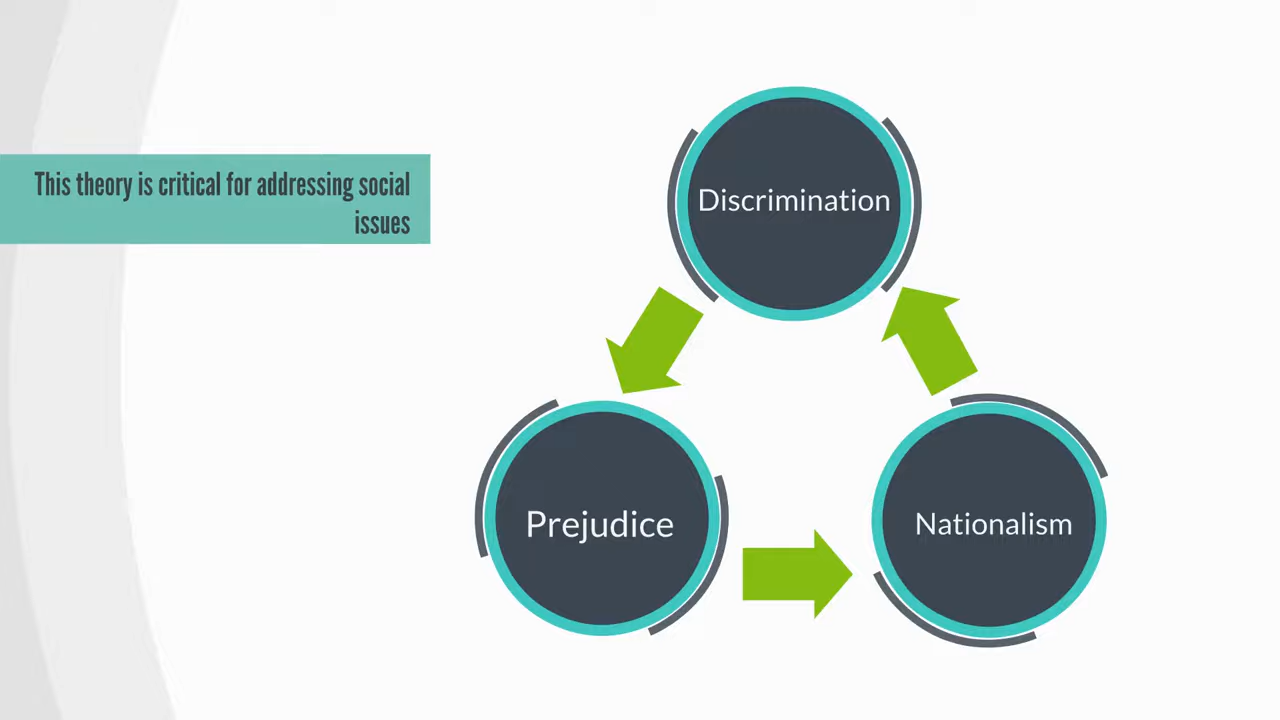 This theory is critical for addressing social
issues
Discrimination
Prejudice
Nationalism